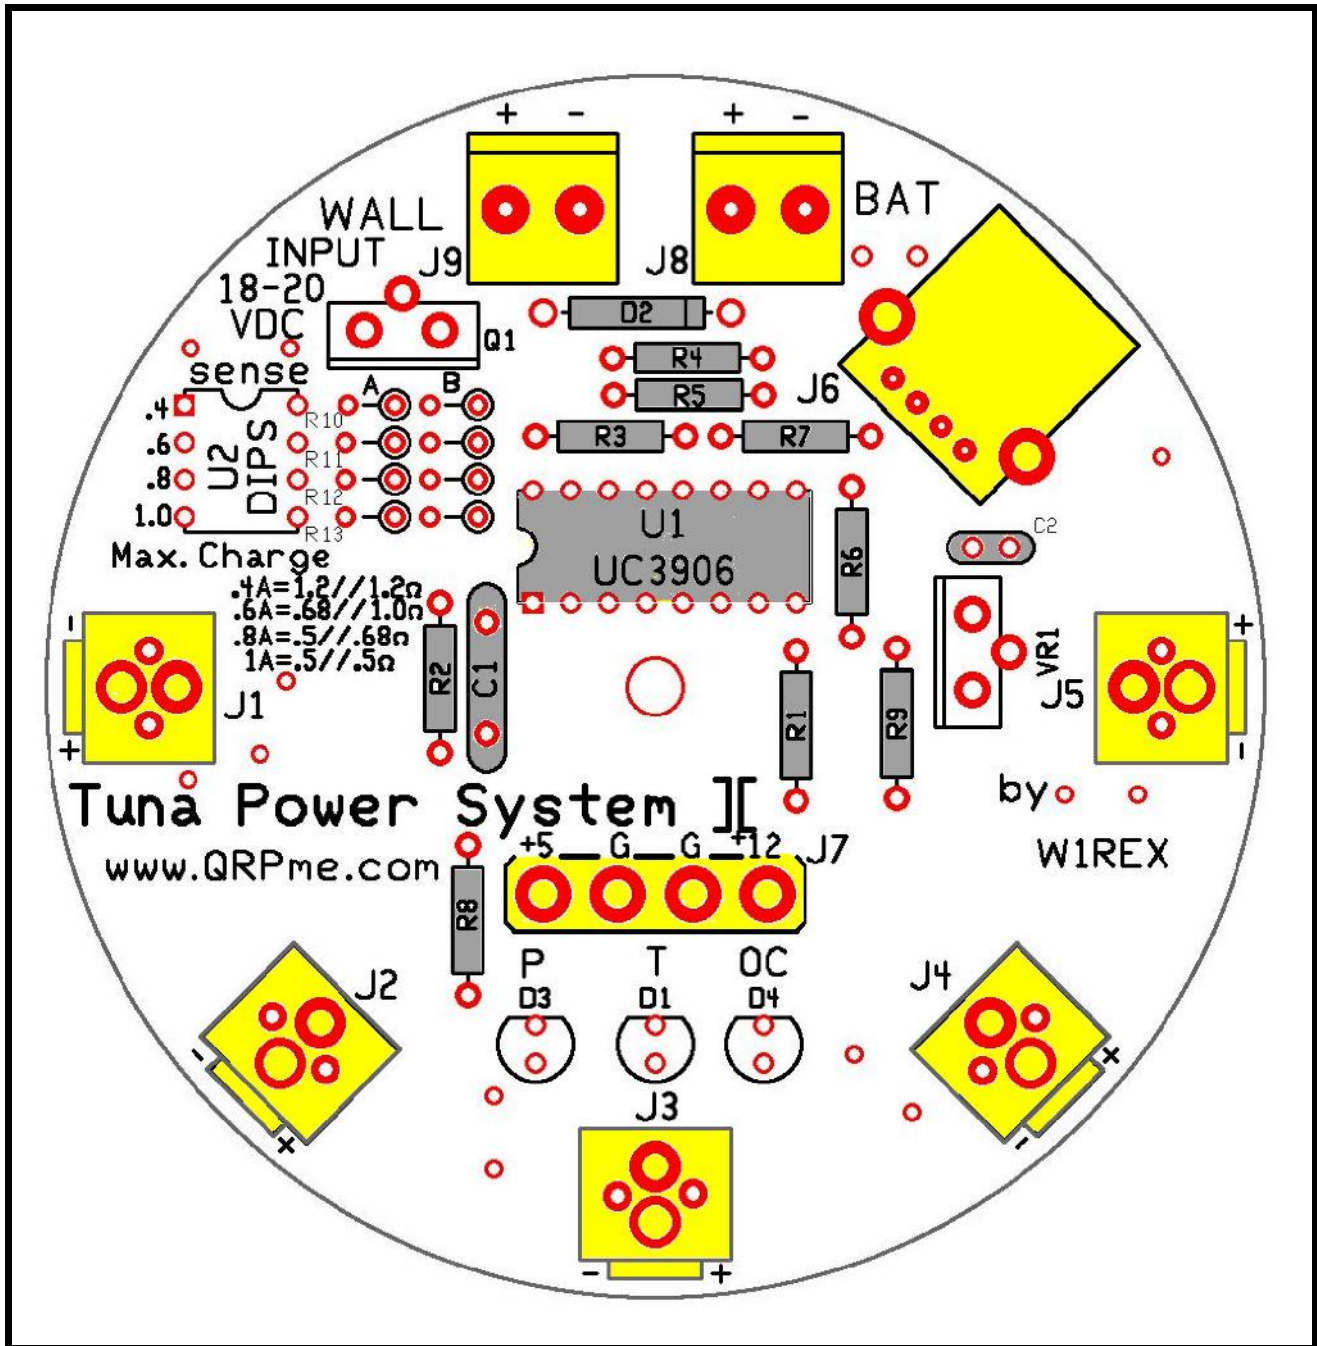 + - + -
WALL BAT
INPUT J9 J8
18-20
VDC Q1 D2
sense A B R4 J6
.4 R10 R5
.6 R11 R3 R7
U2 DIPS
.8 R12
1.0 R13
U1
UC3906 R6 C2
Max. Charge
.4A=1.2//1.2Ω
.6A=.68//1.0Ω
.8A=.5//.68Ω
1A=.5//.5Ω
R2 C1 R1 R9 VR1
- J1 J5 +
+ -
Tuna Power System ][ by
+5 G G +12 J7
www.QRPme.com W1REX
R8
P T OC
D3 D1 D4
J2 J4
- + + -
J3
- +